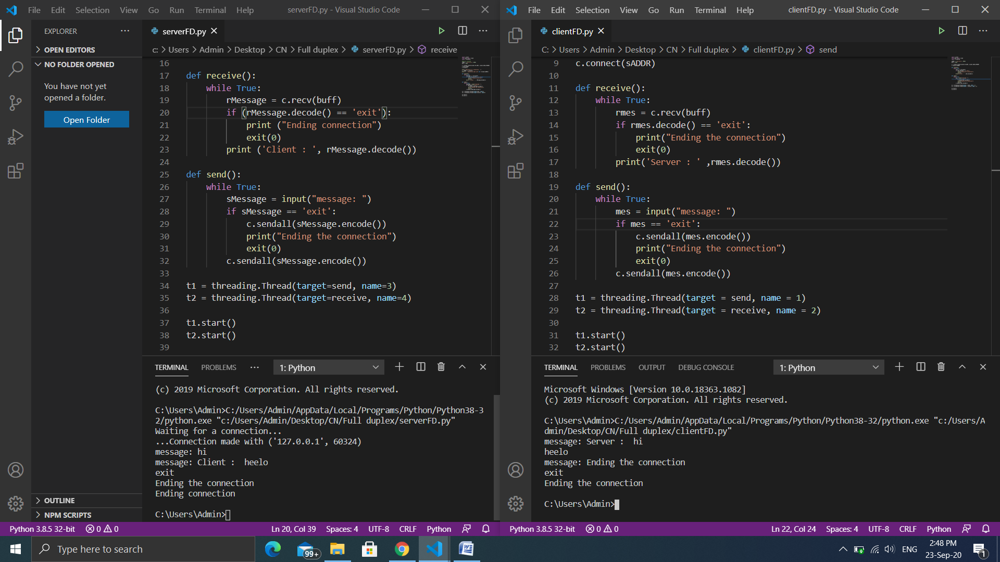 File Edit Selection View Go Run Terminal Help serverFD.py - Visual Studio Code
EXPLORER
OPEN EDITORS
NO FOLDER OPENED
You have not yet
opened a folder.
Open Folder
OUTLINE
NPM SCRIPTS
serverFD.py
c: > Users > Admin > Desktop > CN > Full duplex > serverFD.py > receive
16
17 def receive():
18 while True:
19 rMessage = c.recv(buff)
20 if (rMessage.decode() == 'exit'):
21 print ("Ending connection")
22 exit(0)
23 print ('Client : ', rMessage.decode())
24
25 def send():
26 while True:
27 sMessage = input("message: ")
28 if sMessage == 'exit':
29 c.sendall(sMessage.encode())
30 print("Ending the connection")
31 exit(0)
32 c.sendall(sMessage.encode())
33
34 t1 = threading.Thread(target=send, name=3)
35 t2 = threading.Thread(target=receive, name=4)
36
37 t1.start()
38 t2.start()
39
TERMINAL PROBLEMS ... 1: Python
(c) 2019 Microsoft Corporation. All rights reserved.
C:\Users\Admin>C:/Users/Admin/AppData/Local/Programs/Python/Python38-3
2/python.exe "c:/Users/Admin/Desktop/CN/Full duplex/serverFD.py"
Waiting for a connection...
...Connection made with ('127.0.0.1', 60324)
message: hi
message: Client :  heelo
exit
Ending the connection
Ending connection
C:\Users\Admin>
Python 3.8.5 32-bit 0 0 Ln 20, Col 39 Spaces: 4 UTF-8 CRLF Python
File Edit Selection View Go Run Terminal Help clientFD.py - Visual Studio Code
clientFD.py
C: > Users > Admin > Desktop > CN > Full duplex > clientFD.py > send
9 c.connect(sADDR)
10
11 def receive():
12 while True:
13 rmes = c.recv(buff)
14 if rmes.decode() == 'exit':
15 print("Ending the connection")
16 exit(0)
17 print('Server : ' ,rmes.decode())
18
19 def send():
20 while True:
21 mes = input("message: ")
22 if mes == 'exit':
23 c.sendall(mes.encode())
24 print("Ending the connection")
25 exit(0)
26 c.sendall(mes.encode())
27
28 t1 = threading.Thread(target = send, name = 1)
29 t2 = threading.Thread(target = receive, name = 2)
30
31 t1.start()
32 t2.start()
TERMINAL PROBLEMS OUTPUT DEBUG CONSOLE 1: Python
Microsoft Windows [Version 10.0.18363.1082]
(c) 2019 Microsoft Corporation. All rights reserved.
C:\Users\Admin>C:/Users/Admin/AppData/Local/Programs/Python/Python38-32/python.exe "c:/Users/A
dmin/Desktop/CN/Full duplex/clientFD.py"
message: Server :  hi
heelo
message: Ending the connection
exit
Ending the connection
C:\Users\Admin>
Python 3.8.5 32-bit 0 0 Ln 22, Col 24 Spaces: 4 UTF-8 CRLF Python
Type here to search 99+ ENG 2:48 PM
23-Sep-20 1